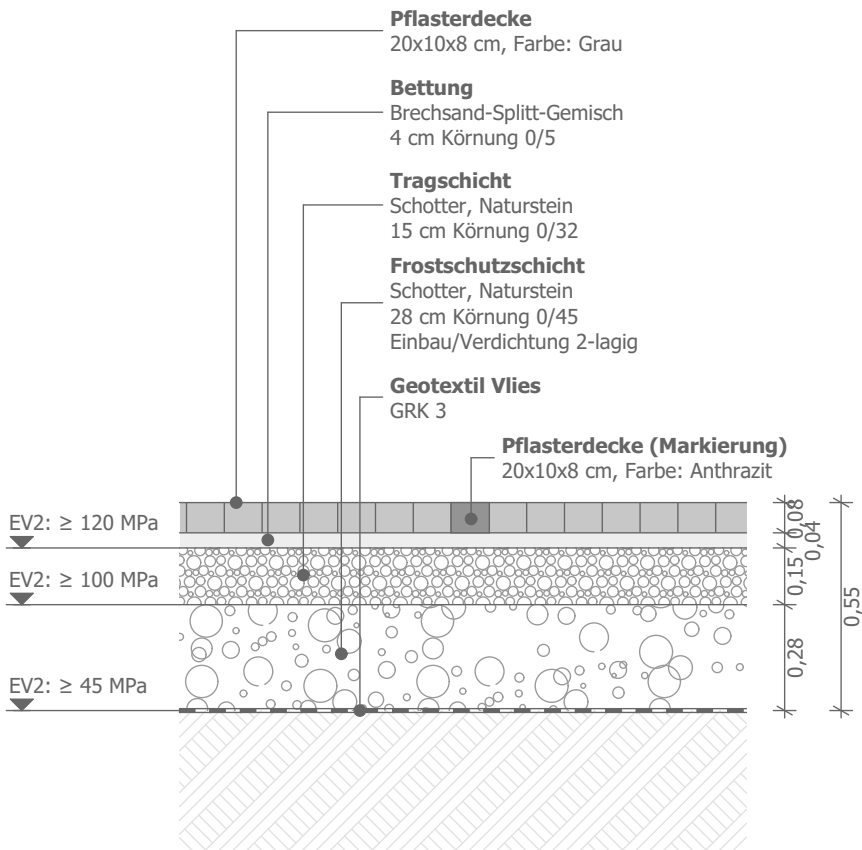 Pflasterdecke
20x10x8 cm, Farbe: Grau
Bettung
Brechsand-Splitt-Gemisch
4 cm Körnung 0/5
Tragschicht
Schotter, Naturstein
15 cm Körnung 0/32
Frostschutzschicht
Schotter, Naturstein
28 cm Körnung 0/45
Einbau/Verdichtung 2-lagig
Geotextil Vlies
GRK 3
Pflasterdecke (Markierung)
20x10x8 cm, Farbe: Anthrazit
EV2: ≥ 120 MPa
EV2: ≥ 100 MPa
EV2: ≥ 45 MPa
0,08
0,04
0,15
0,28
0,55